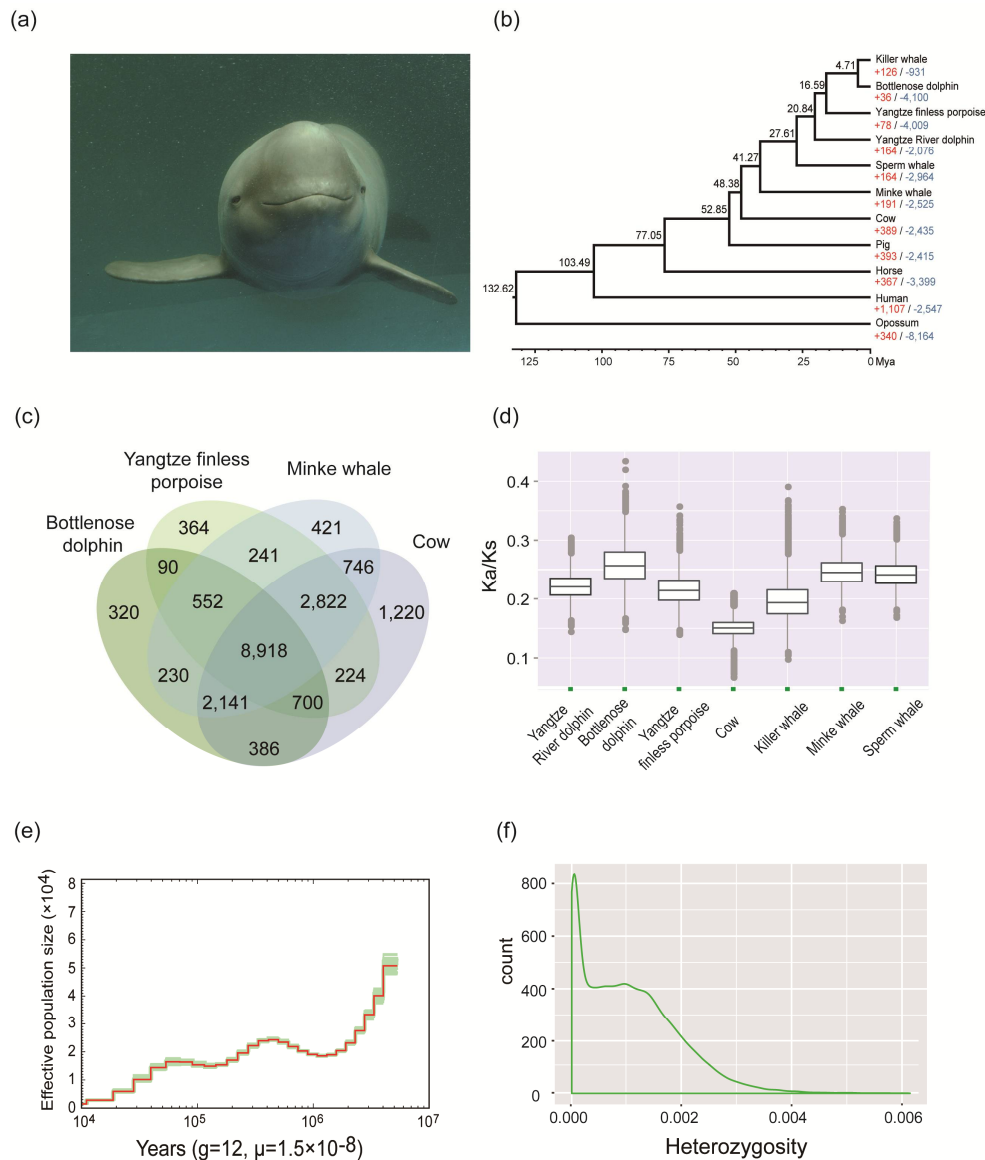 (a)
(b)
Killer whale
+126 / -931
Bottlenose dolphin
+36 / -4,100
Yangtze finless porpoise
+78 / -4,009
Yangtze River dolphin
+164 / -2,076
Sperm whale
+164 / -2,964
Minke whale
+191 / -2,525
Cow
+389 / -2,435
Pig
+393 / -2,415
Horse
+367 / -3,399
Human
+1,107 / -2,547
Opossum
+340 / -8,164
4.71
16.59
20.84
27.61
41.27
48.38
52.85
77.05
103.49
132.62
125 100 75 50 25 0 Mya
(c)
Yangtze finless
porpoise
Minke whale
Bottlenose
dolphin
Cow
364
421
90
241
746
320
552
2,822
1,220
8,918
230
224
2,141
700
386
(d)
Ka/Ks
0.4
0.3
0.2
0.1
Yangtze
River dolphin
Bottlenose
dolphin
Yangtze
finless porpoise
Cow
Killer whale
Minke whale
Sperm whale
(e)
Effective population size (×10⁴)
8
7
6
5
4
3
2
1
0
10⁴ 10⁵ 10⁶ 10⁷
Years (g=12, μ=1.5×10⁻⁸)
(f)
count
800
600
400
200
0
0.000 0.002 0.004 0.006
Heterozygosity